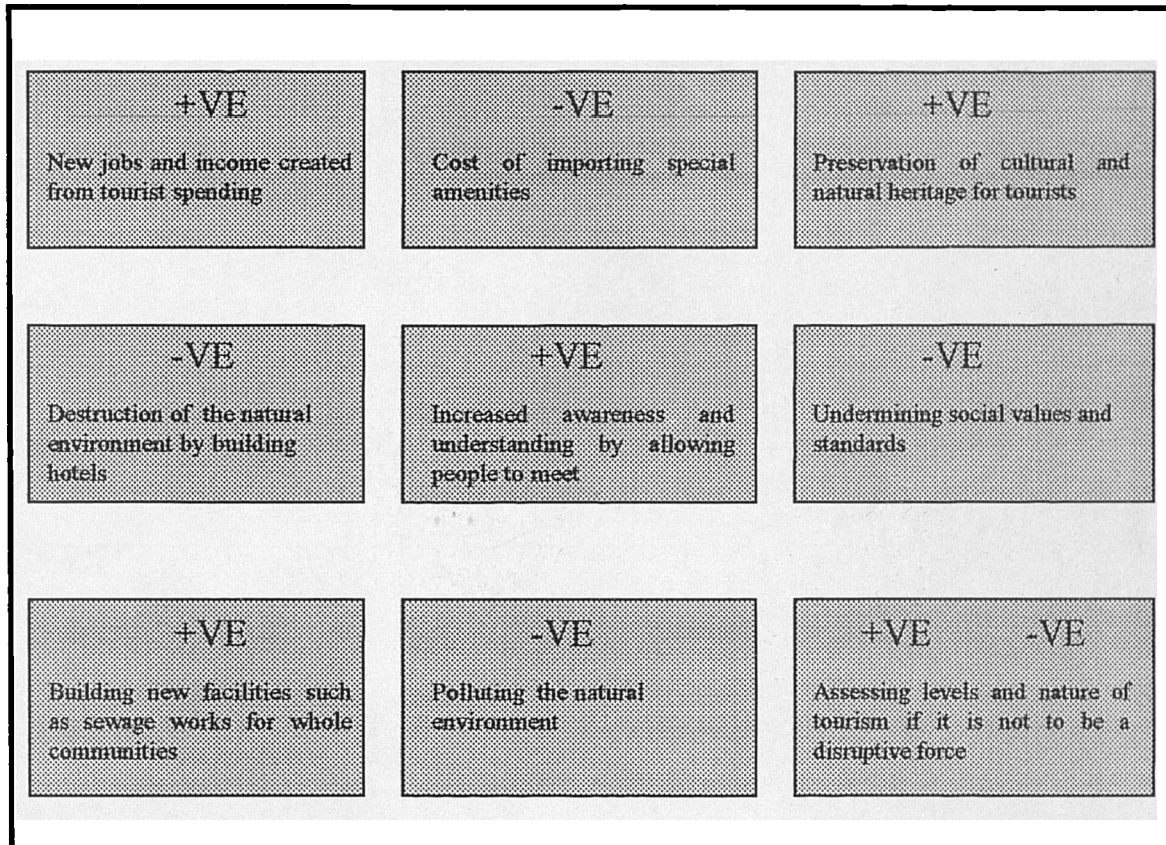 +VE
New jobs and income created
from tourist spending
-VE
Cost of importing special
amenities
+VE
Preservation of cultural and
natural heritage for tourists
-VE
Destruction of the natural
environment by building
hotels
+VE
Increased awareness and
understanding by allowing
people to meet
-VE
Undermining social values and
standards
+VE
Building new facilities such
as sewage works for whole
communities
-VE
Polluting the natural
environment
+VE -VE
Assessing levels and nature of
tourism if it is not to be a
disruptive force